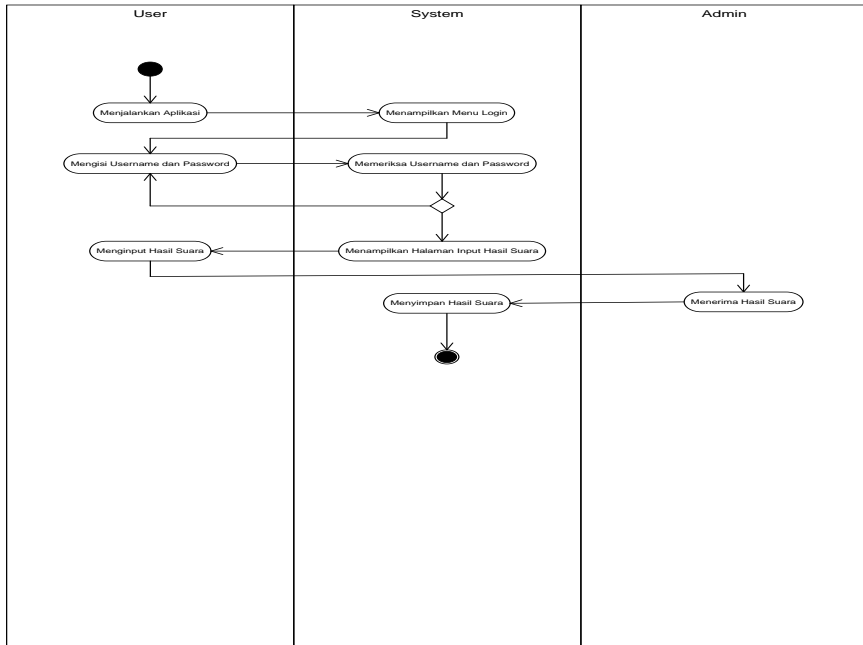 User
System
Admin
Menjalankan Aplikasi
Menampilkan Menu Login
Mengisi Username dan Password
Memeriksa Username dan Password
Menginput Hasil Suara
Menampilkan Halaman Input Hasil Suara
Menyimpan Hasil Suara
Menerima Hasil Suara